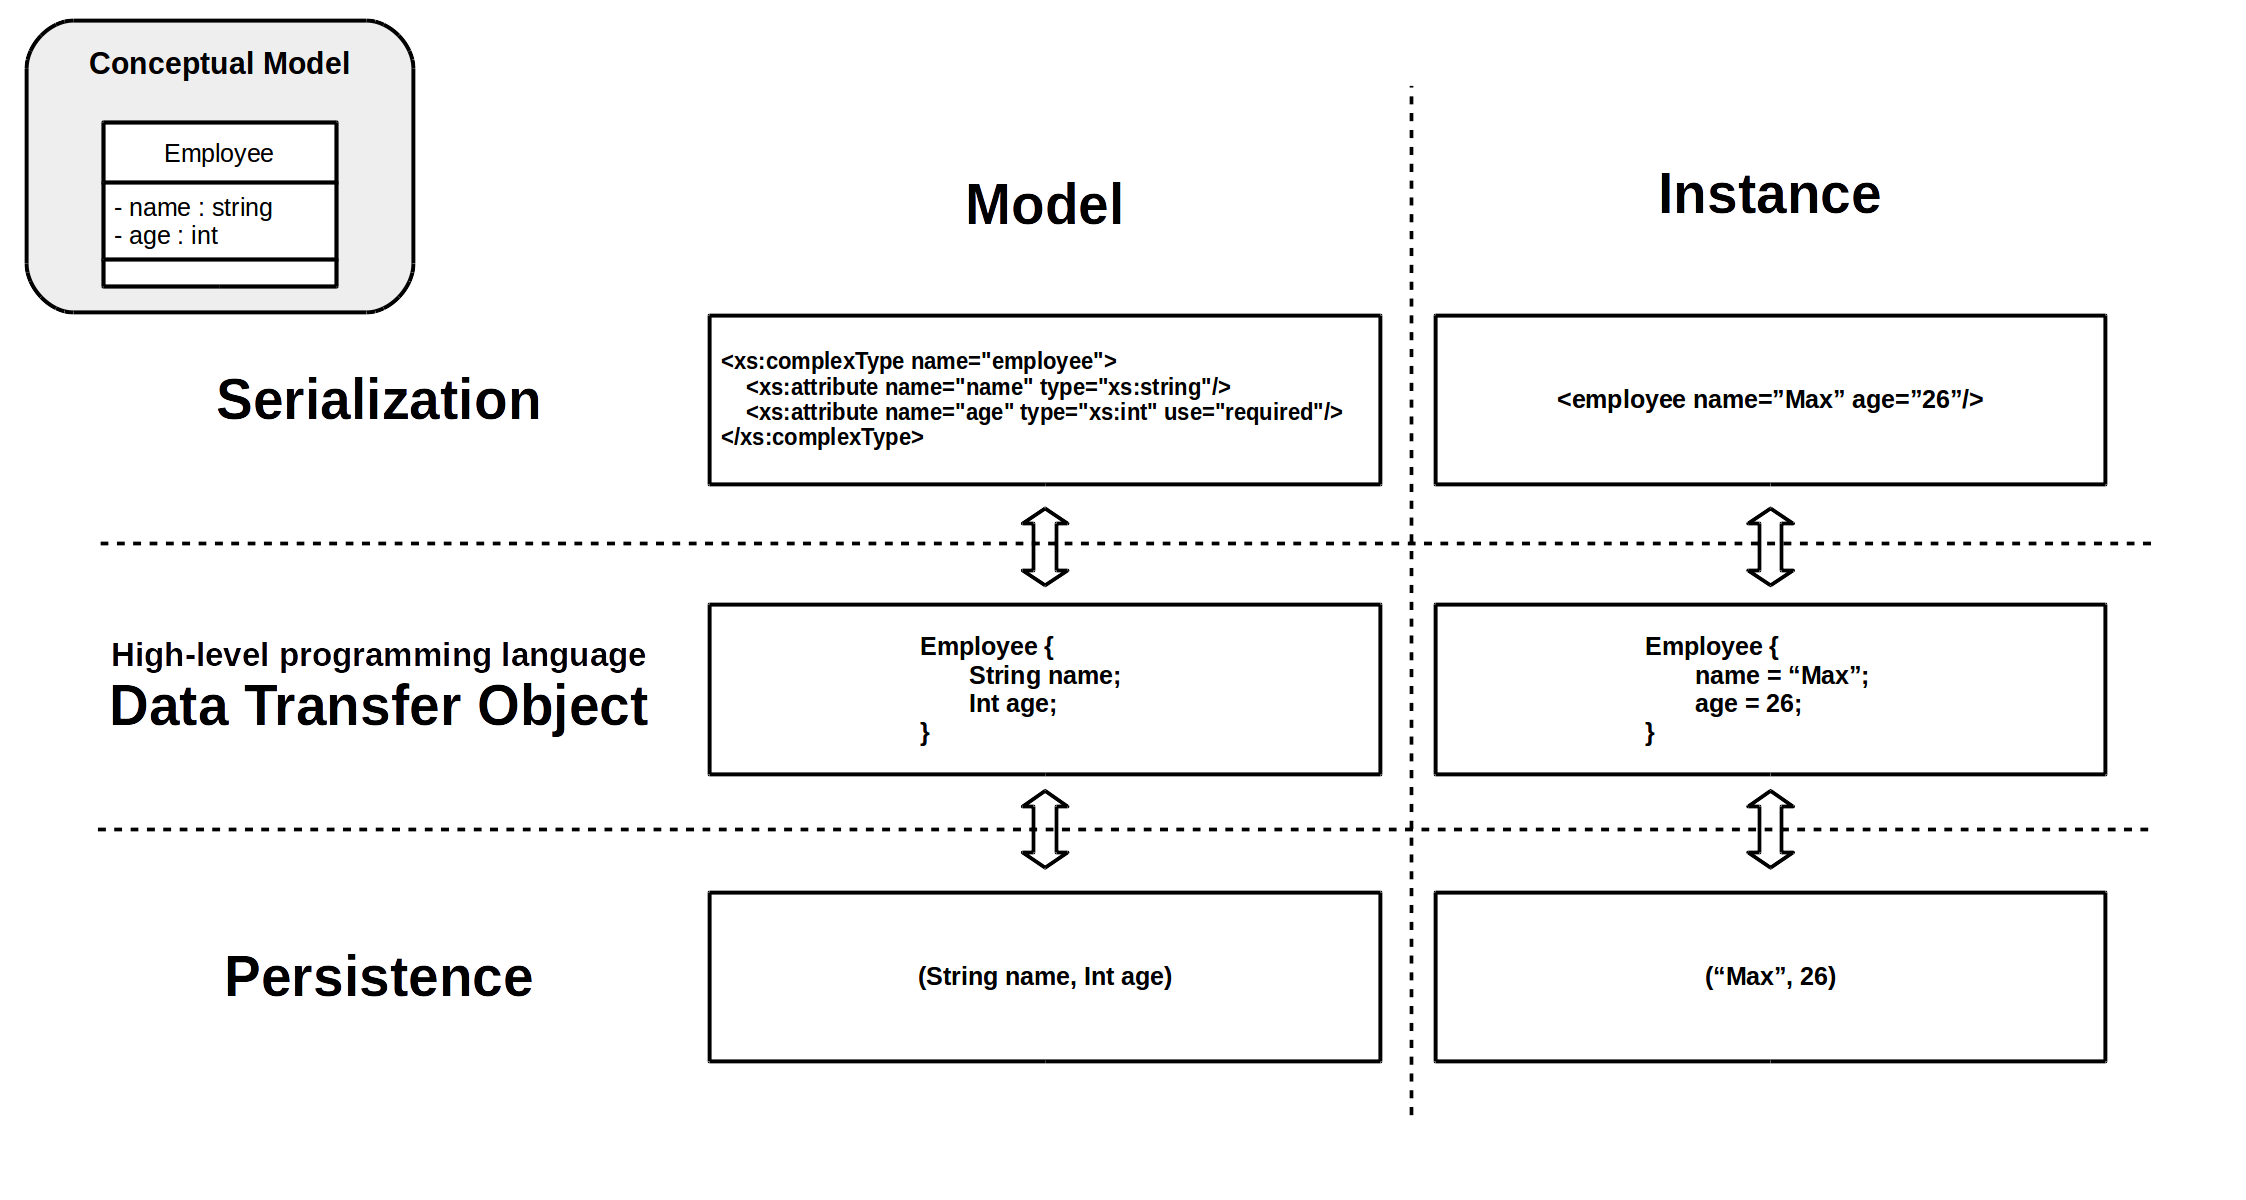 Conceptual Model
Employee
- name : string
- age : int
Model
Instance
Serialization
<xs:complexType name="employee">
<xs:attribute name="name" type="xs:string"/>
<xs:attribute name="age" type="xs:int" use="required"/>
</xs:complexType>
<employee name=”Max” age=”26”/>
High-level programming language
Data Transfer Object
Employee {
String name;
Int age;
}
Employee {
name = “Max”;
age = 26;
}
Persistence
(String name, Int age)
(“Max”, 26)